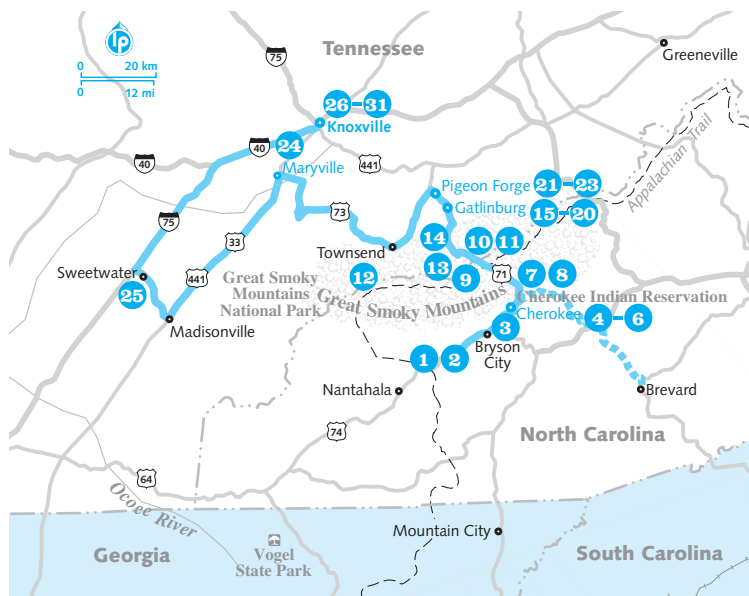 lp
0 20 km
0 12 mi
Tennessee
75
Greeneville
26 – 31
Knoxville
24
40
40
441
Maryville
Appalachian Trail
Pigeon Forge
21 – 23
Gatlinburg
15 – 20
75
73
33
Townsend
14
10 11
71
Sweetwater
441
25
12
13
9
7 8
Great Smoky
Mountains
National Park
Great Smoky Mountains
Cherokee Indian Reservation
Cherokee
4 – 6
3
Madisonville
Bryson
City
1 2
Nantahala
Brevard
74
North Carolina
64
Ocoee River
Mountain City
Georgia
Vogel
State Park
South Carolina